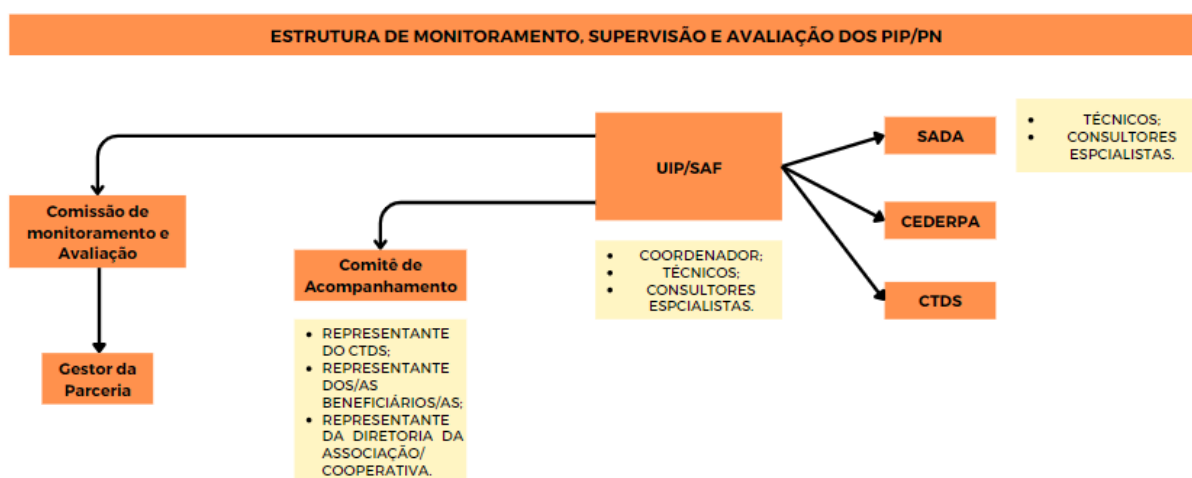 ESTRUTURA DE MONITORAMENTO, SUPERVISÃO E AVALIAÇÃO DOS PIP/PN
UIP/SAF
• COORDENADOR;
• TÉCNICOS;
• CONSULTORES
ESPCIALISTAS.
SADA
• TÉCNICOS;
• CONSULTORES
ESPCIALISTAS.
CEDERPA
CTDS
Comissão de
monitoramento e
Avaliação
Gestor da
Parceria
Comitê de
Acompanhamento
• REPRESENTANTE
DO CTDS;
• REPRESENTANTE
DOS/AS
BENEFICIÁRIOS/AS;
• REPRESENTANTE
DA DIRETORIA DA
ASSOCIAÇÃO/
COOPERATIVA.